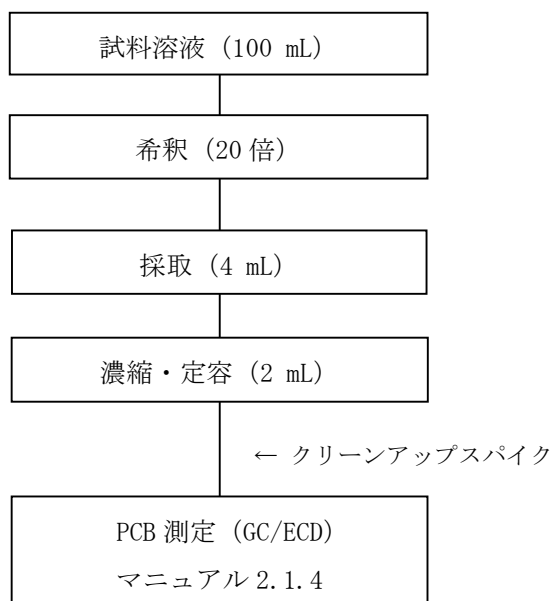 試料溶液 (100 mL)
希釈 (20 倍)
採取 (4 mL)
濃縮・定容 (2 mL)
← クリーンアップスパイク
PCB 測定 (GC/ECD)
マニュアル 2.1.4